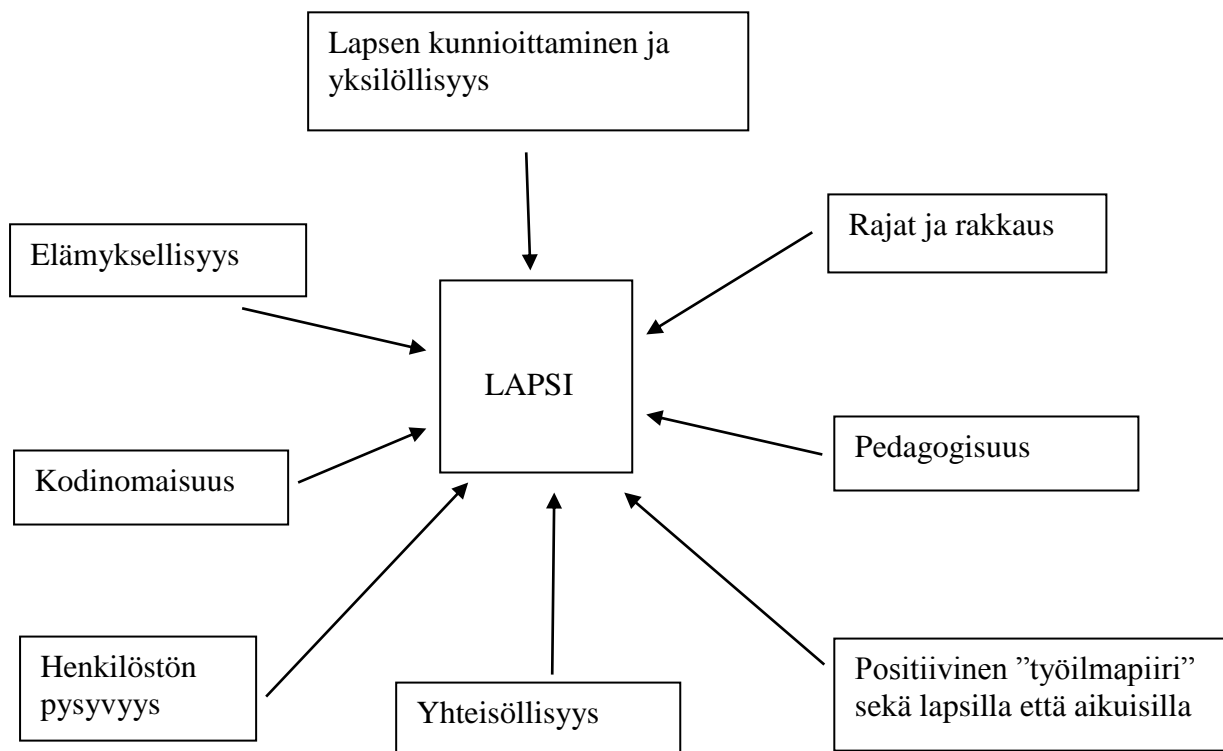 Lapsen kunnioittaminen ja
yksilöllisyys
Elämyksellisyys
Rajat ja rakkaus
LAPSI
Kodinomaisuus
Pedagogisuus
Henkilöstön
pysyvyys
Yhteisöllisyys
Positiivinen ”työilmapiiri”
sekä lapsilla että aikuisilla